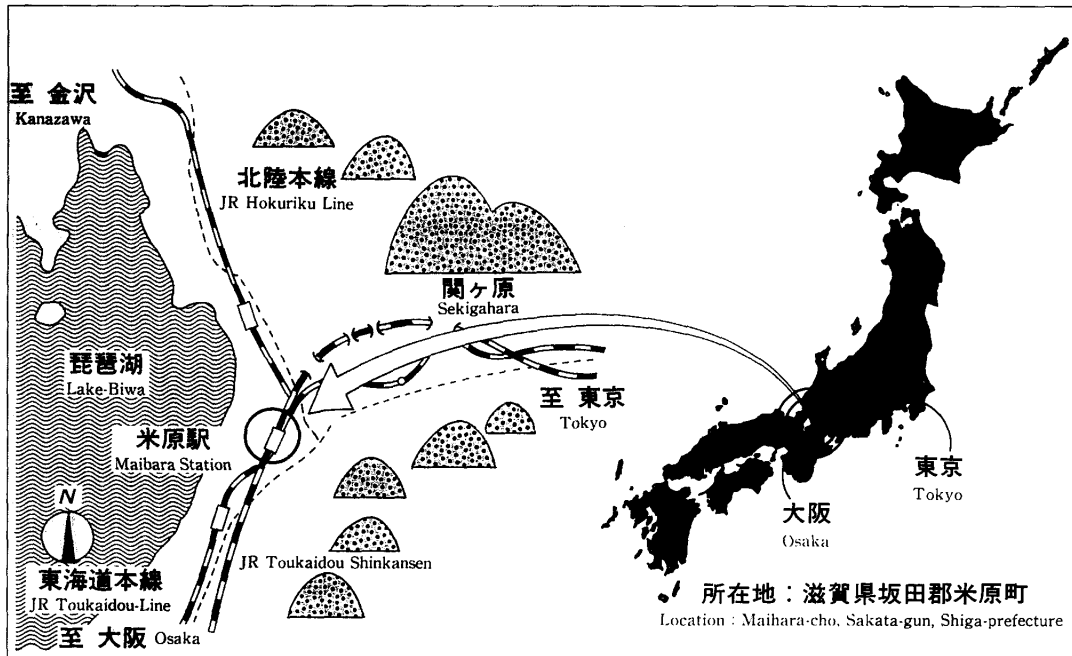 至 金沢
Kanazawa
北陸本線
JR Hokuriku Line
関ヶ原
Sekigahara
琵琶湖
Lake-Biwa
至 東京
Tokyo
米原駅
Maibara Station
N
東海道本線
JR Toukaidou-Line
JR Toukaidou Shinkansen
至 大阪 Osaka
東京
Tokyo
大阪
Osaka
所在地：滋賀県坂田郡米原町
Location : Maihara-cho, Sakata-gun, Shiga-prefecture